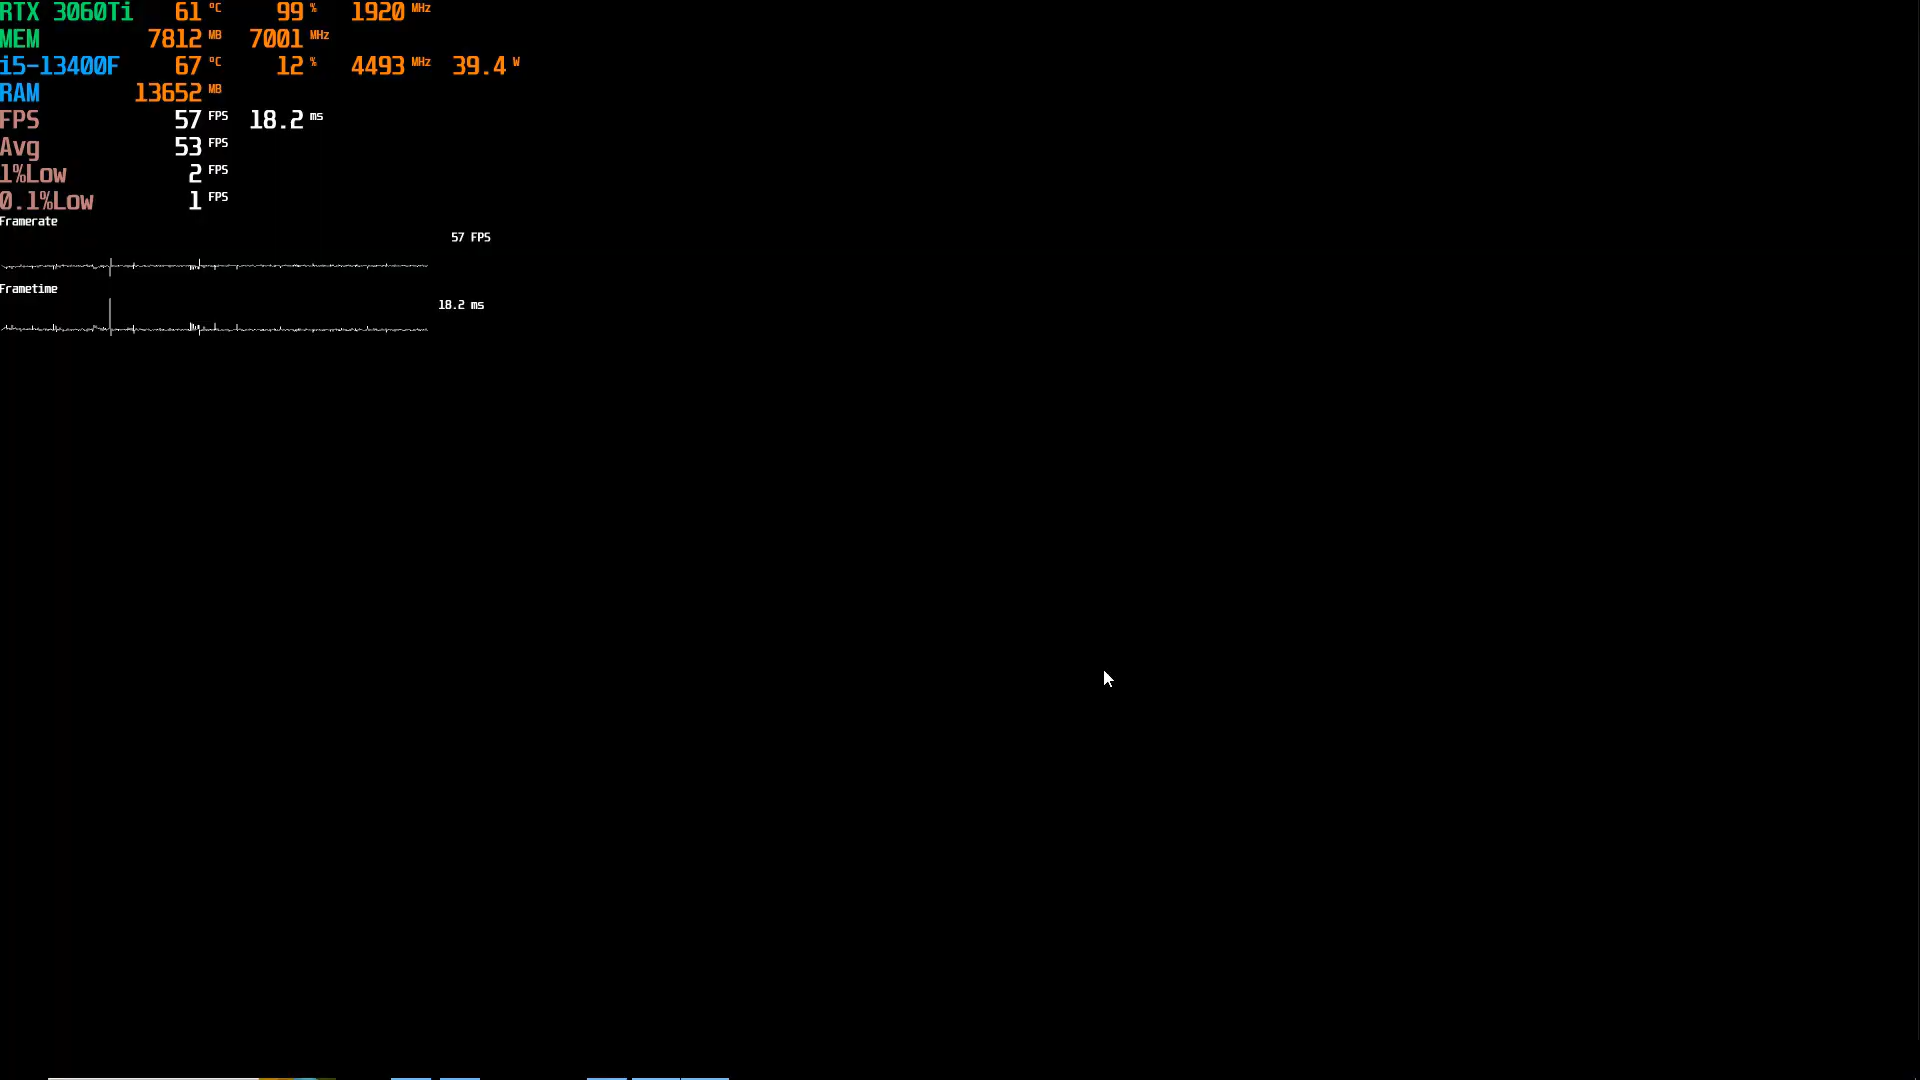 RTX 3060Ti 61 °C 99 % 1920 MHz
MEM 7812 MB 7001 MHz
i5-13400F 67 °C 12 % 4493 MHz 39.4 W
RAM 13652 MB
FPS 57 FPS 18.2 ms
Avg 53 FPS
1%Low 2 FPS
0.1%Low 1 FPS
Framerate
57 FPS
Frametime
18.2 ms